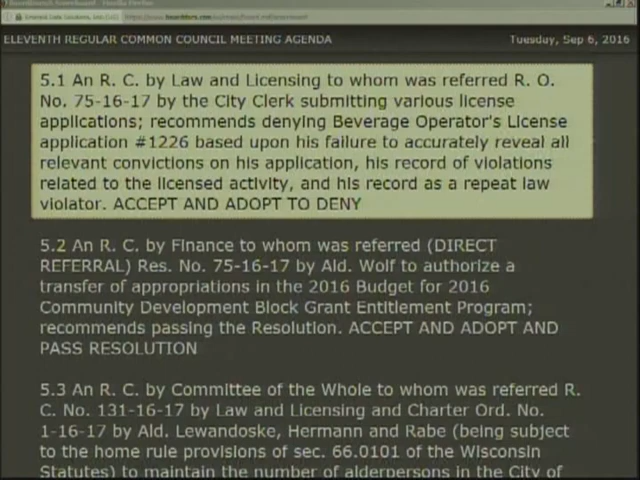 ELEVENTH REGULAR COMMON COUNCIL MEETING AGENDA
Tuesday, Sep 6, 2016
5.1 An R. C. by Law and Licensing to whom was referred R. O.
No. 75-16-17 by the City Clerk submitting various license
applications; recommends denying Beverage Operator's License
application #1226 based upon his failure to accurately reveal all
relevant convictions on his application, his record of violations
related to the licensed activity, and his record as a repeat law
violator. ACCEPT AND ADOPT TO DENY
5.2 An R. C. by Finance to whom was referred (DIRECT
REFERRAL) Res. No. 75-16-17 by Ald. Wolf to authorize a
transfer of appropriations in the 2016 Budget for 2016
Community Development Block Grant Entitlement Program;
recommends passing the Resolution. ACCEPT AND ADOPT AND
PASS RESOLUTION
5.3 An R. C. by Committee of the Whole to whom was referred R.
C. No. 131-16-17 by Law and Licensing and Charter Ord. No.
1-16-17 by Ald. Lewandoske, Hermann and Rabe (being subject
to the home rule provisions of sec. 66.0101 of the Wisconsin
Statutes) to maintain the number of alderpersons in the City of